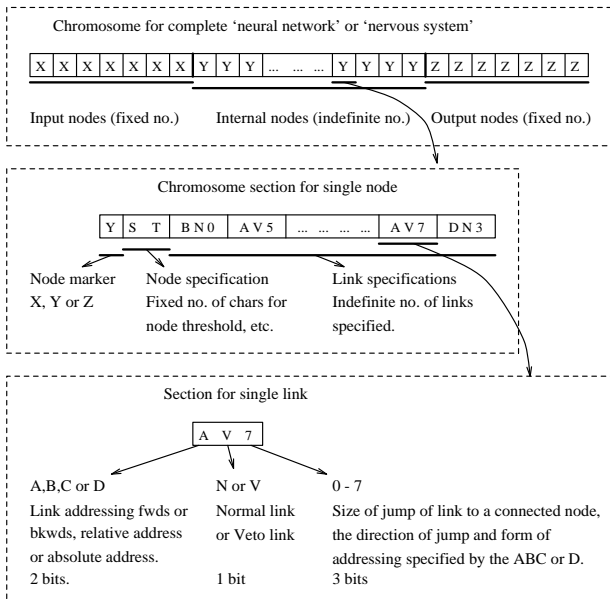 Chromosome for complete ‘neural network’ or ‘nervous system’
X X X X X X X Y Y Y ... ... ... Y Y Y Y Z Z Z Z Z Z Z
Input nodes (fixed no.) Internal nodes (indefinite no.) Output nodes (fixed no.)
Chromosome section for single node
Y S T B N 0 A V 5 ... ... ... ... A V 7 D N 3
Node marker Node specification Link specifications
X, Y or Z Fixed no. of chars for Indefinite no. of links
node threshold, etc. specified.
Section for single link
A V 7
A,B,C or D N or V 0 - 7
Link addressing fwds or Normal link Size of jump of link to a connected node,
bkwds, relative address or Veto link the direction of jump and form of
or absolute address. addressing specified by the ABC or D.
2 bits. 1 bit 3 bits